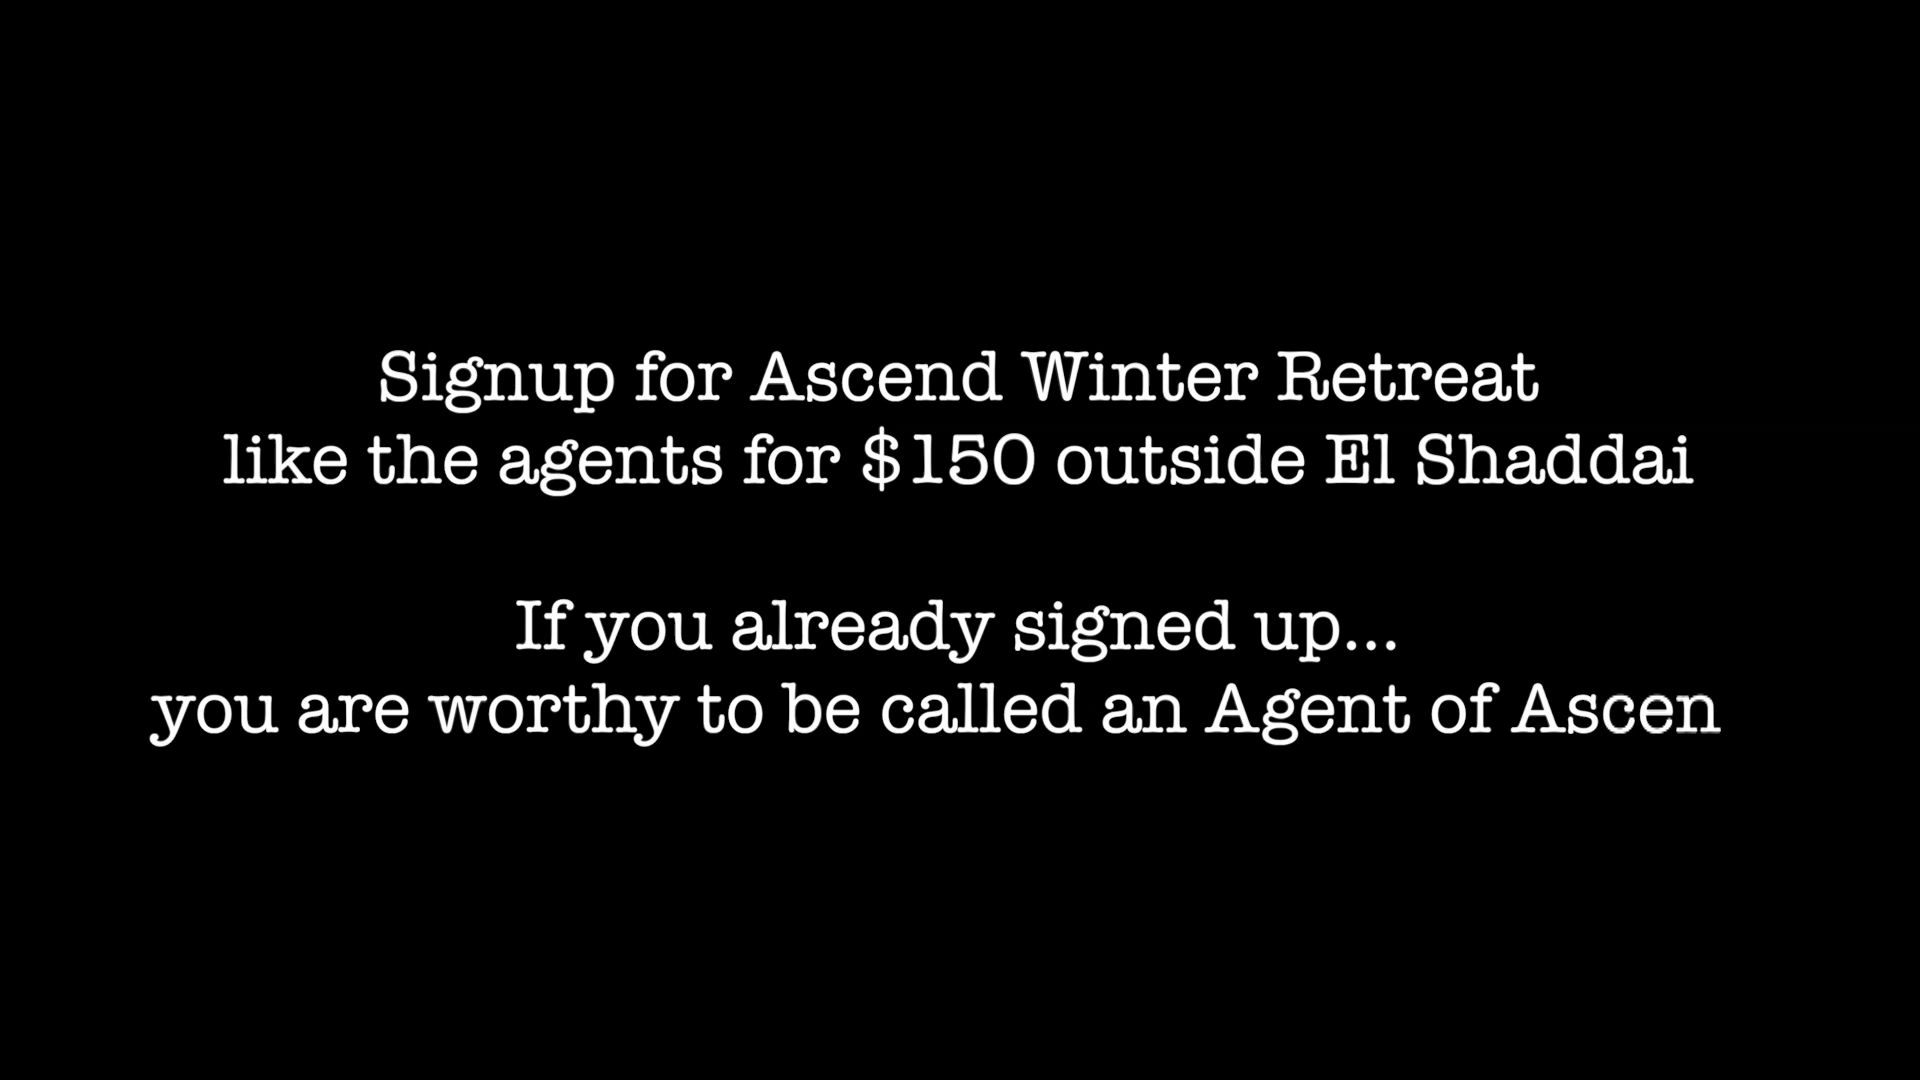 Signup for Ascend Winter Retreat
like the agents for $150 outside El Shaddai
If you already signed up...
you are worthy to be called an Agent of Ascen